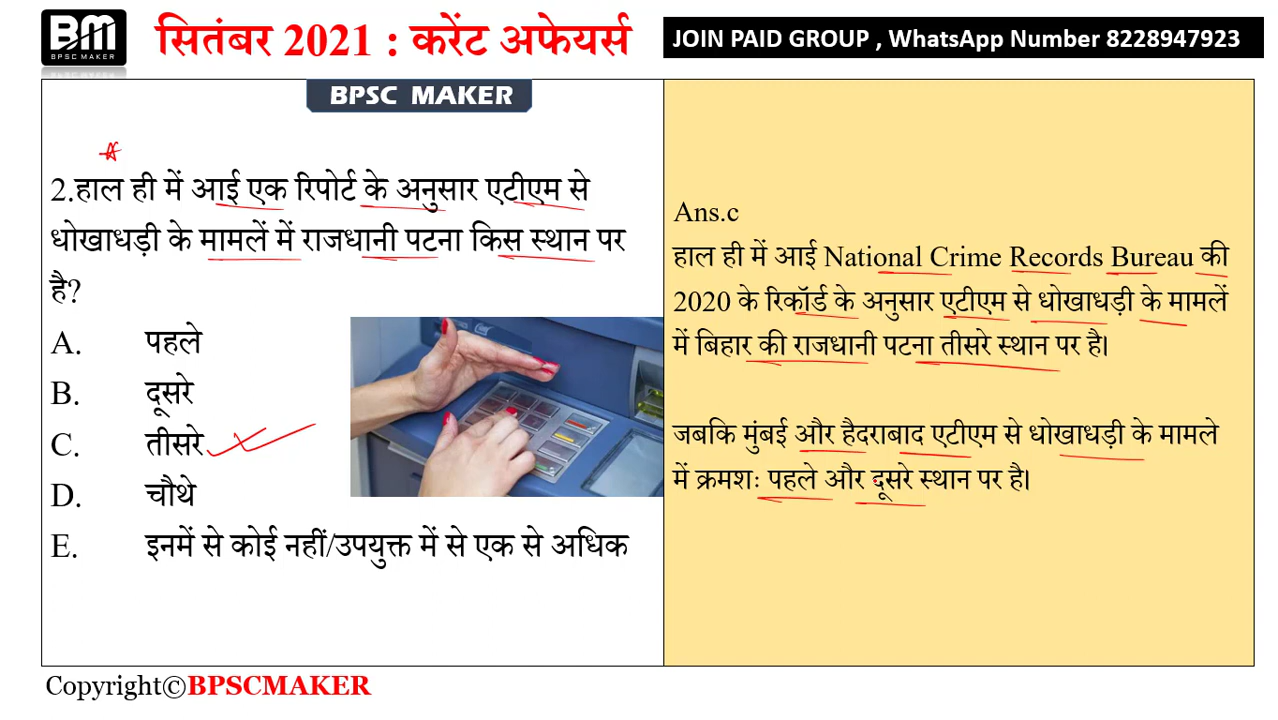 BM
BPSC MAKER
सितंबर 2021 : करेंट अफेयर्स
JOIN PAID GROUP , WhatsApp Number 8228947923
BPSC MAKER
2.हाल ही में आई एक रिपोर्ट के अनुसार एटीएम से
धोखाधड़ी के मामलें में राजधानी पटना किस स्थान पर
है?
A. पहले
B. दूसरे
C. तीसरे
D. चौथे
E. इनमें से कोई नहीं/उपयुक्त में से एक से अधिक
Ans.c
हाल ही में आई National Crime Records Bureau की
2020 के रिकॉर्ड के अनुसार एटीएम से धोखाधड़ी के मामलें
में बिहार की राजधानी पटना तीसरे स्थान पर है।
जबकि मुंबई और हैदराबाद एटीएम से धोखाधड़ी के मामले
में क्रमशः पहले और दूसरे स्थान पर है।
Copyright©BPSCMAKER